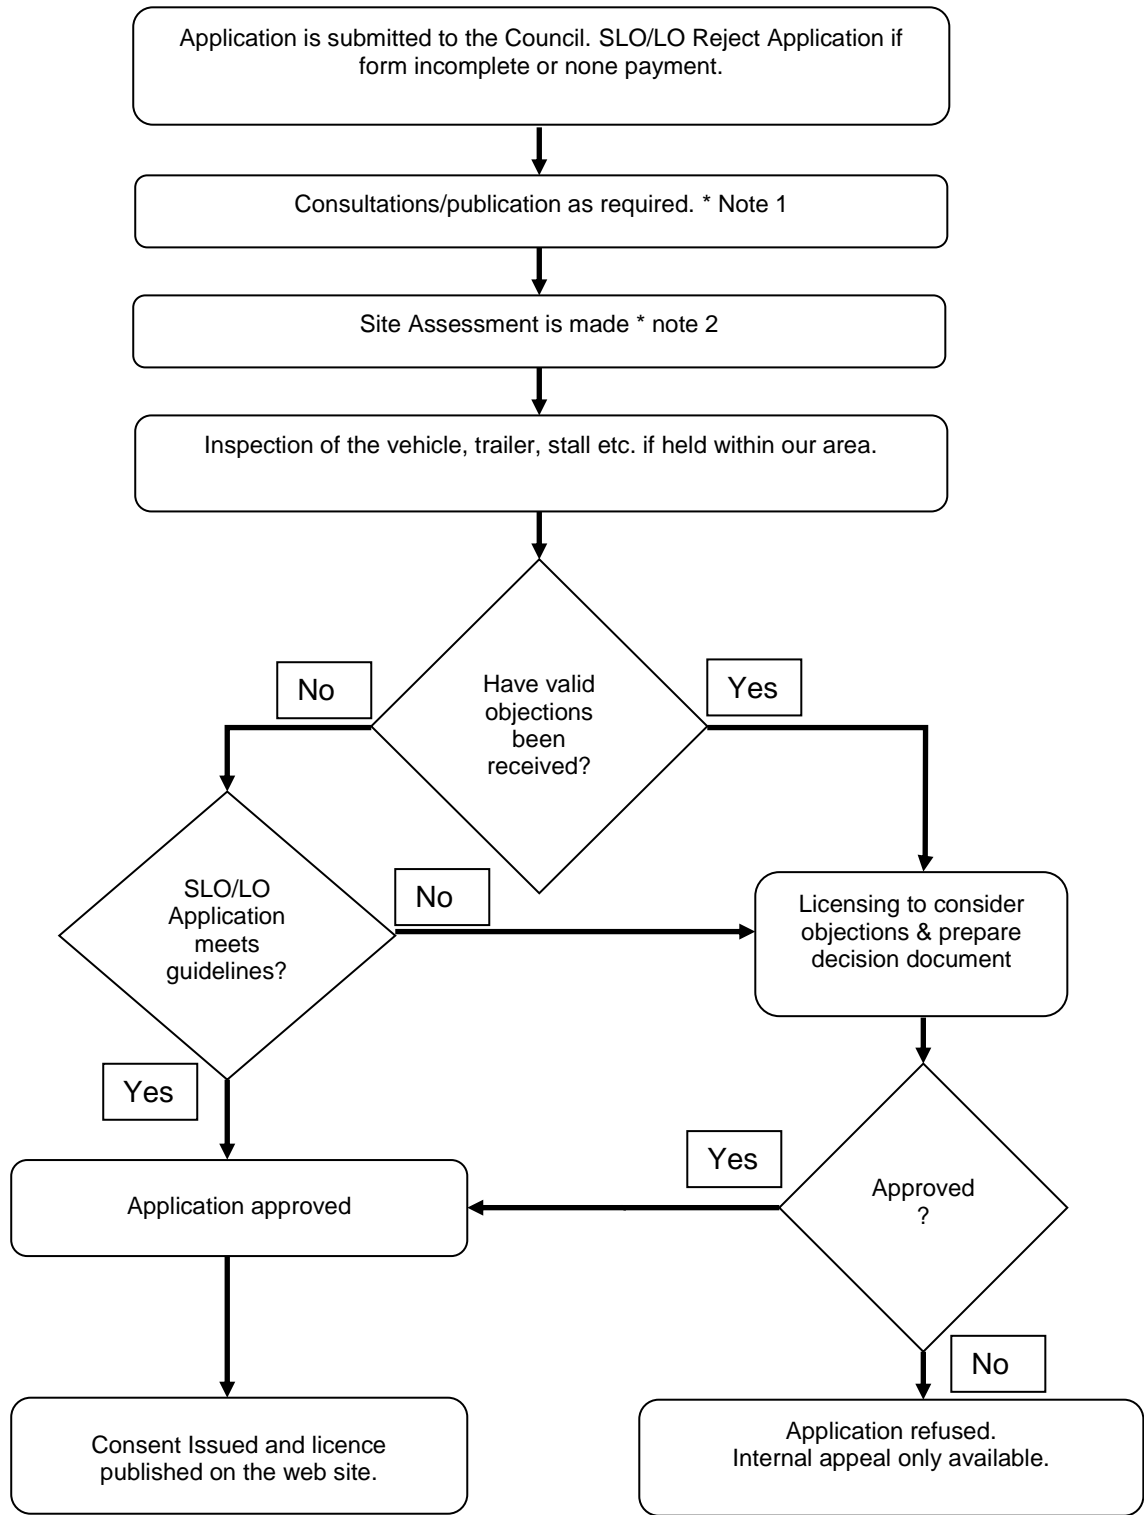 Application is submitted to the Council. SLO/LO Reject Application if
form incomplete or none payment.
Consultations/publication as required. * Note 1
Site Assessment is made * note 2
Inspection of the vehicle, trailer, stall etc. if held within our area.
No
Yes
Have valid
objections
been
received?
SLO/LO
Application
meets
guidelines?
No
Licensing to consider
objections & prepare
decision document
Yes
Yes
Application approved
Approved
?
No
Consent Issued and licence
published on the web site.
Application refused.
Internal appeal only available.